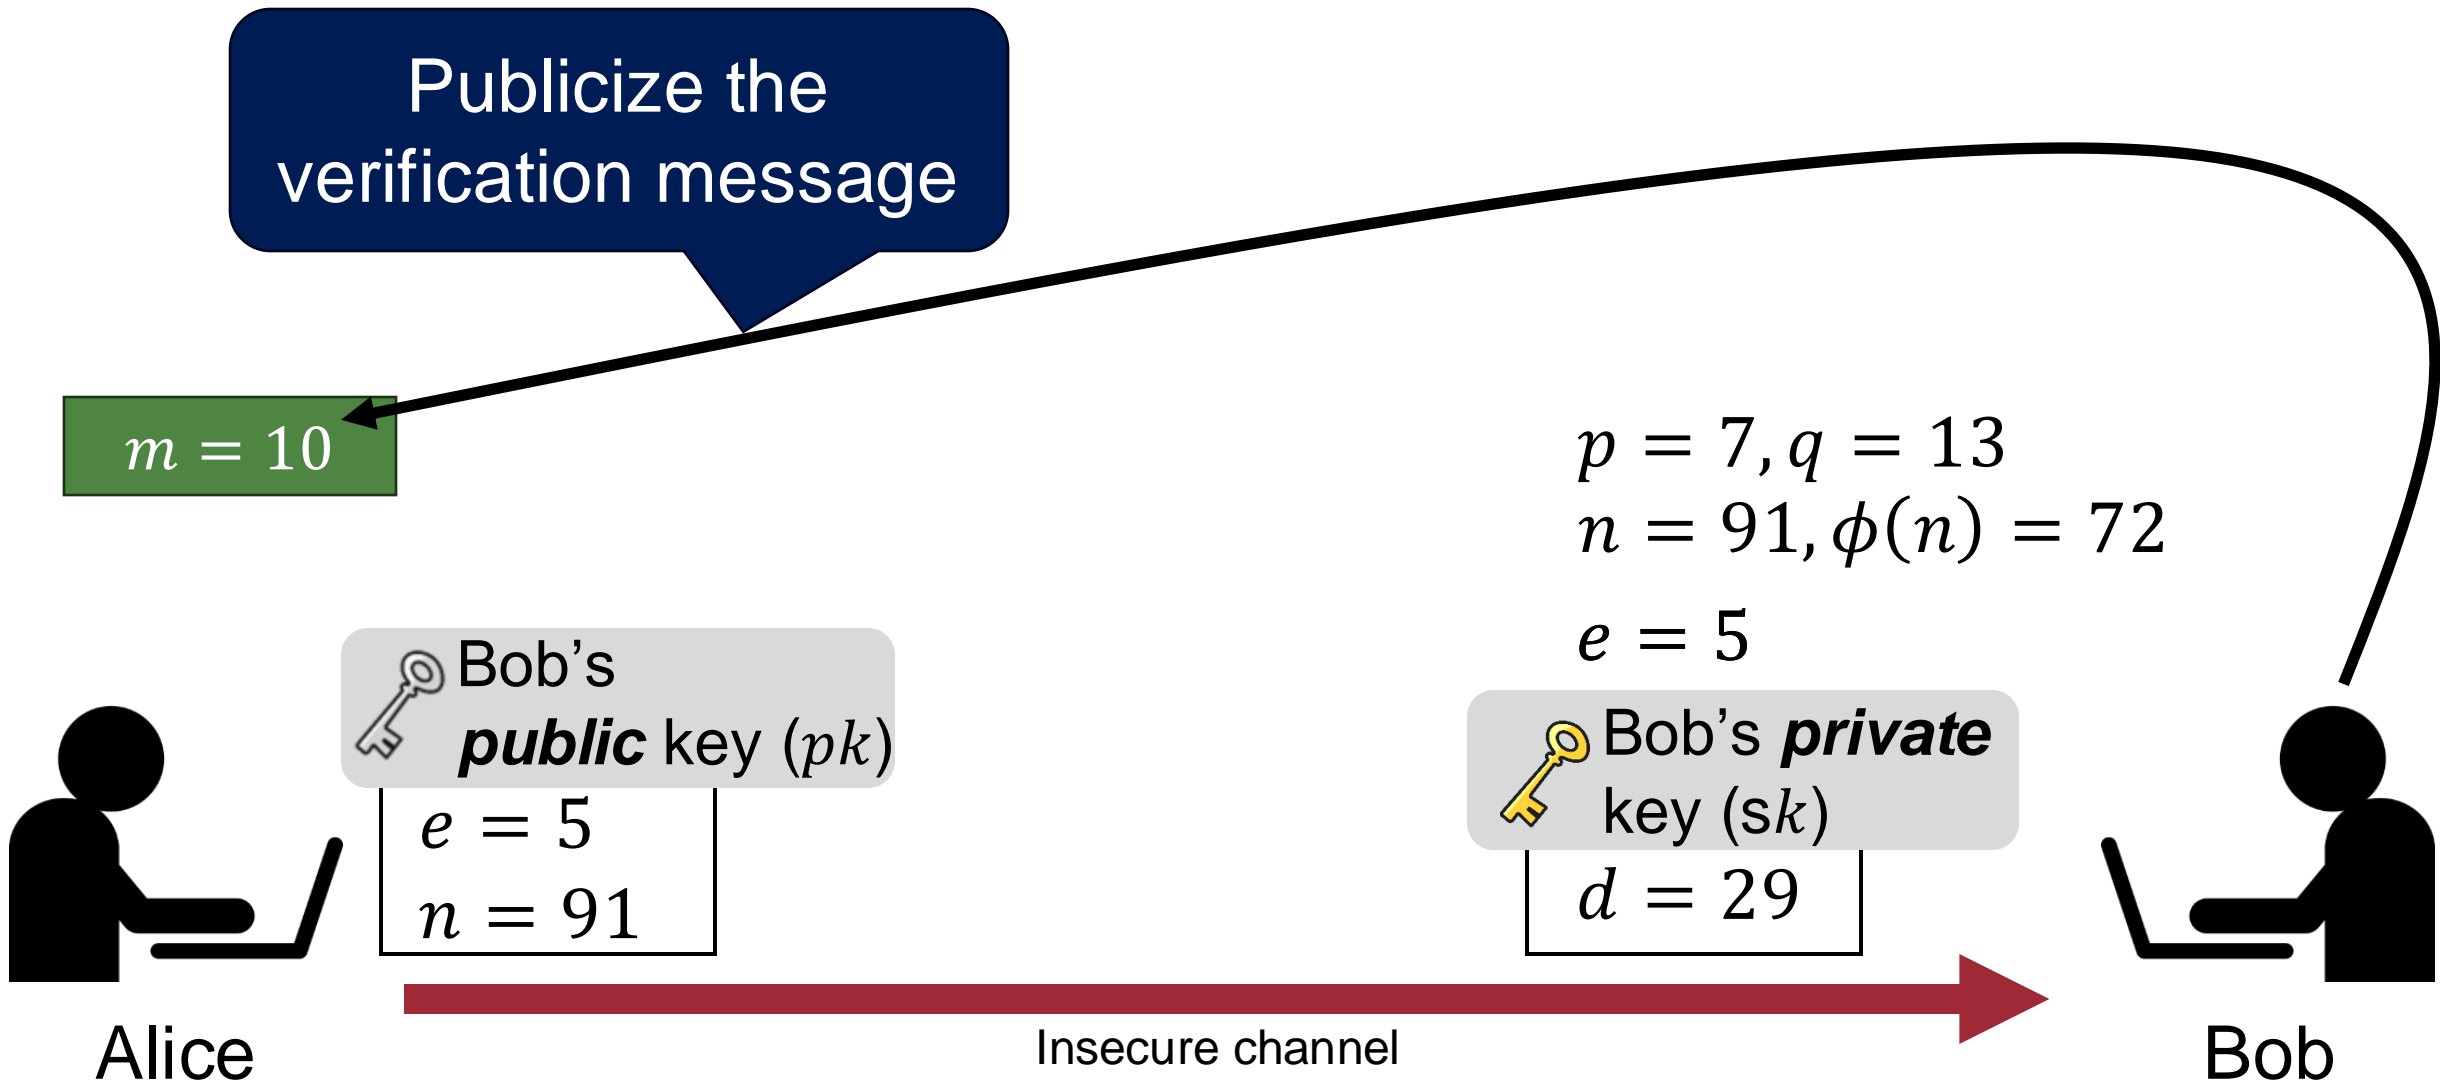 Publicize the
verification message
m = 10
p = 7, q = 13
n = 91, ϕ(n) = 72
e = 5
Bob’s
public key (pk)
e = 5
n = 91
Bob’s private
key (sk)
d = 29
Insecure channel
Alice
Bob